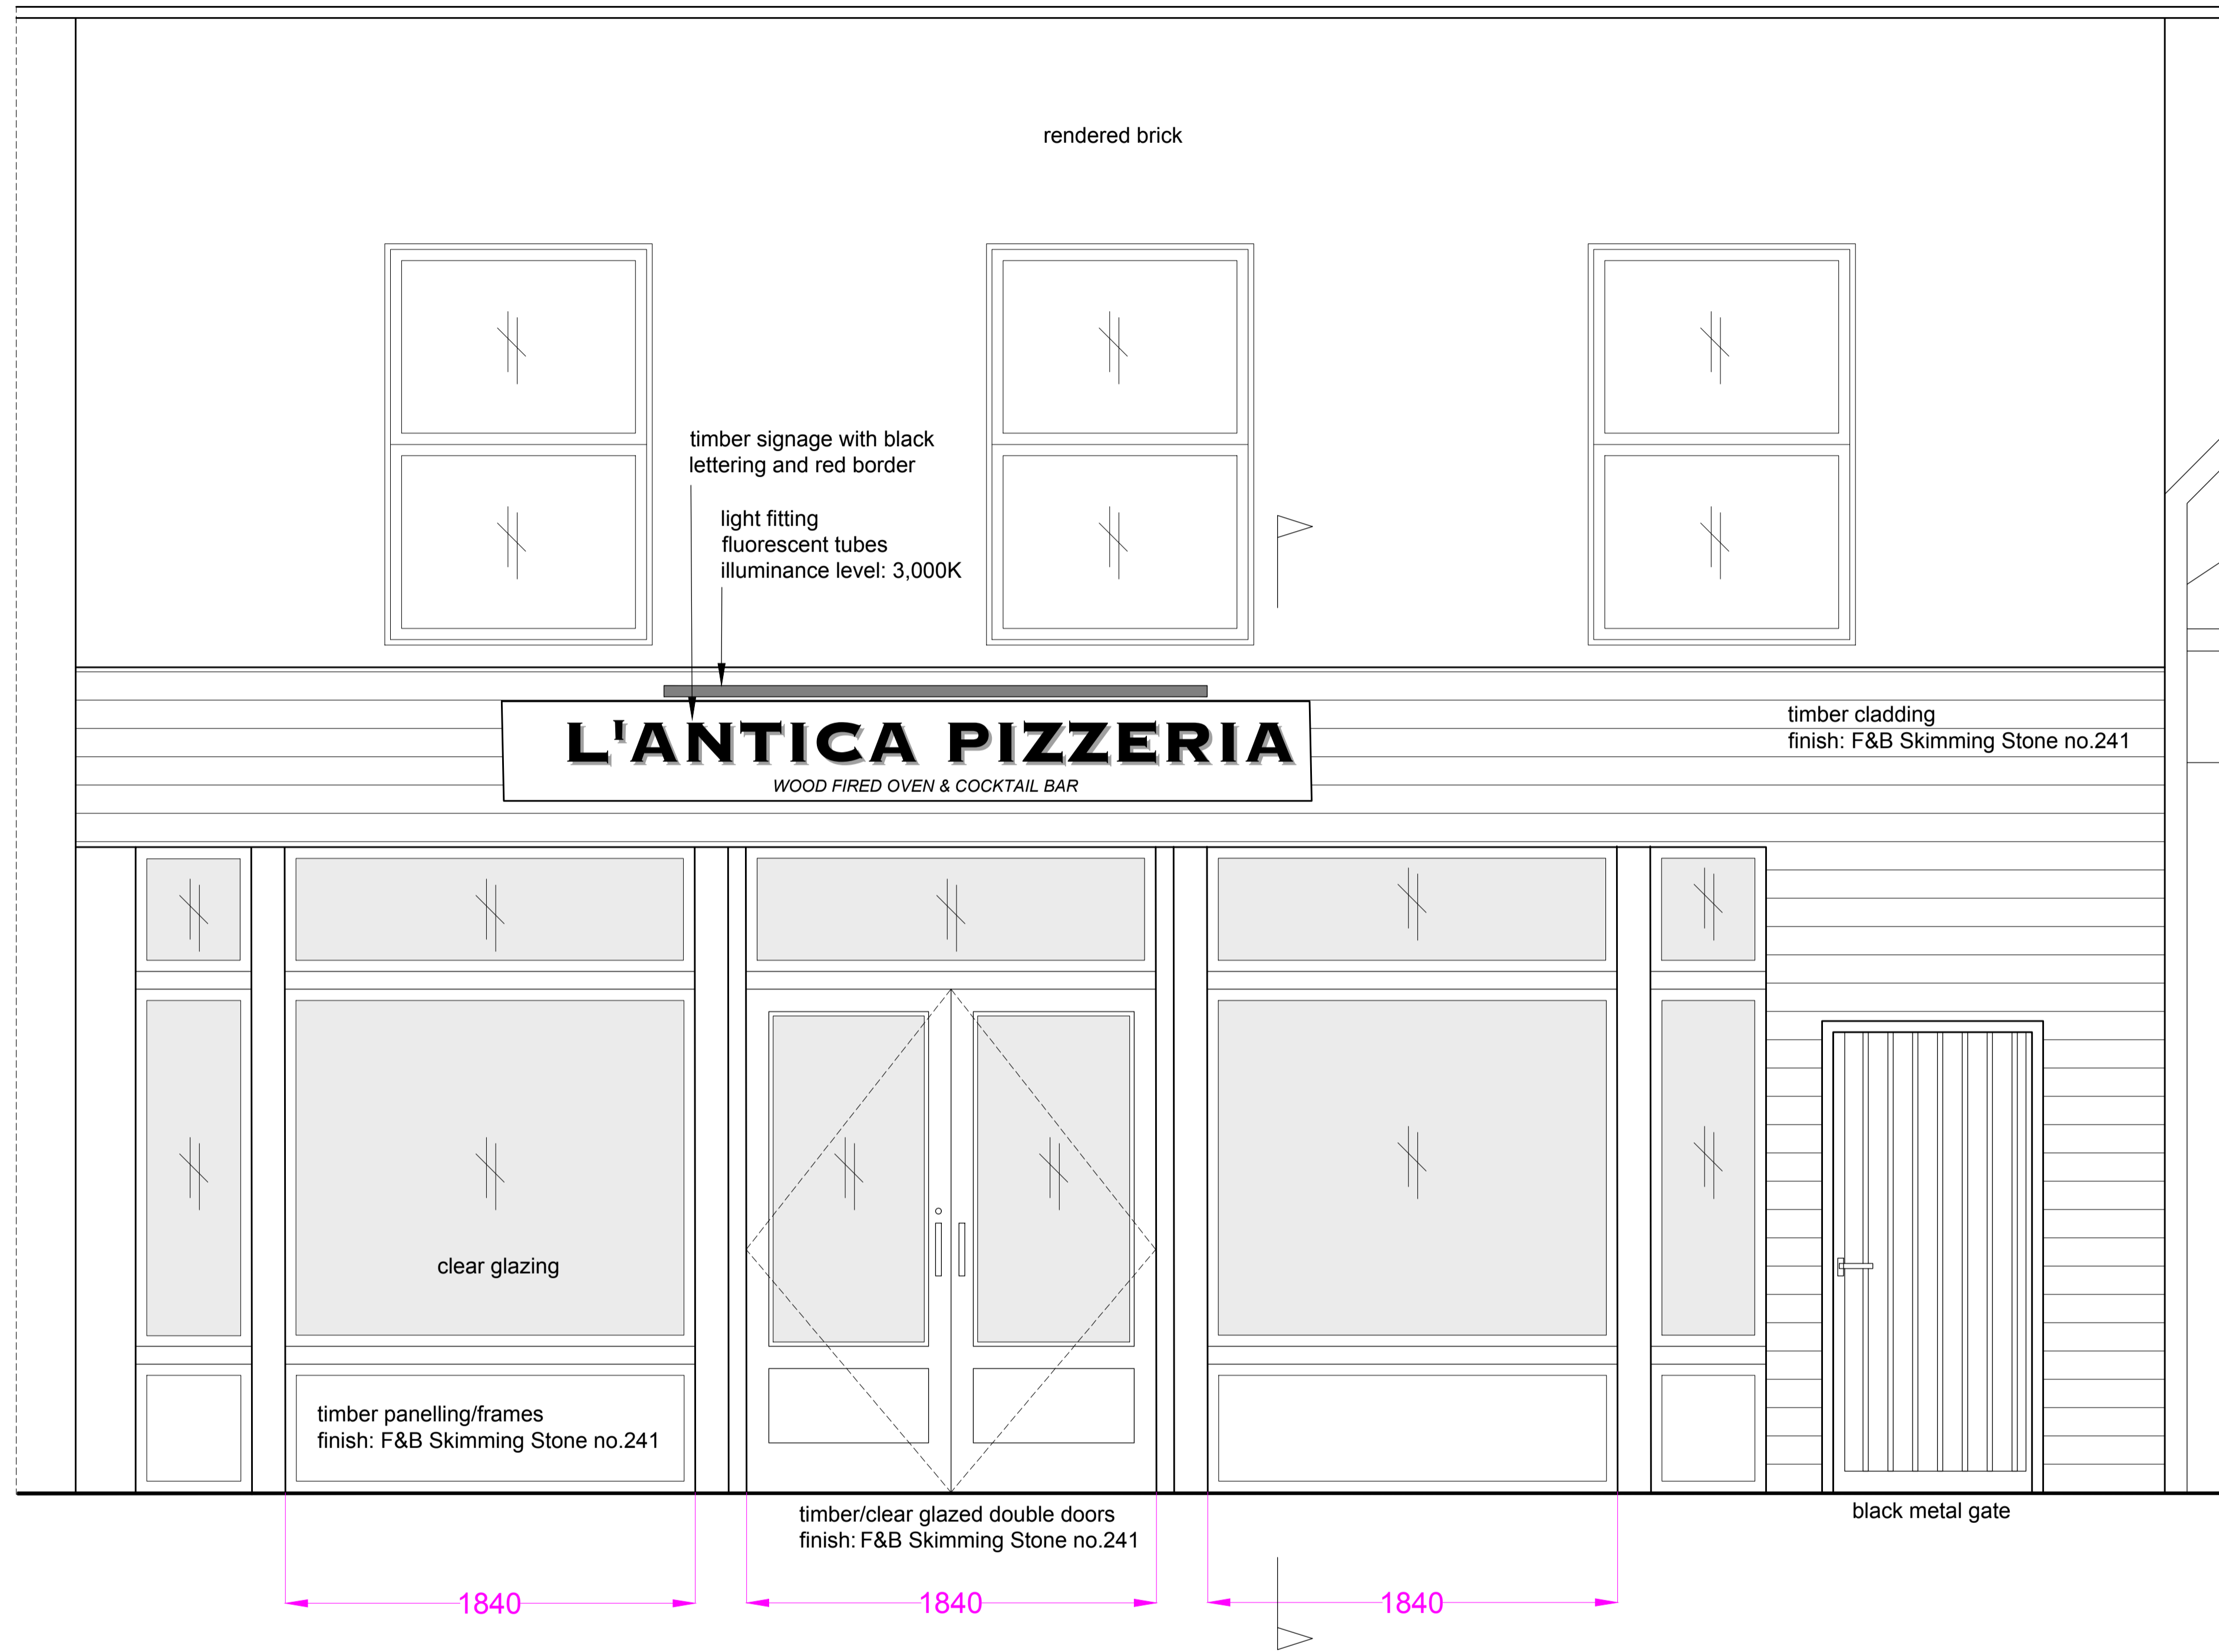 rendered brick
timber signage with black
lettering and red border
light fitting
fluorescent tubes
illuminance level: 3,000K
L'ANTICA PIZZERIA
WOOD FIRED OVEN & COCKTAIL BAR
timber cladding
finish: F&B Skimming Stone no.241
clear glazing
timber panelling/frames
finish: F&B Skimming Stone no.241
timber/clear glazed double doors
finish: F&B Skimming Stone no.241
black metal gate
1840
1840
1840